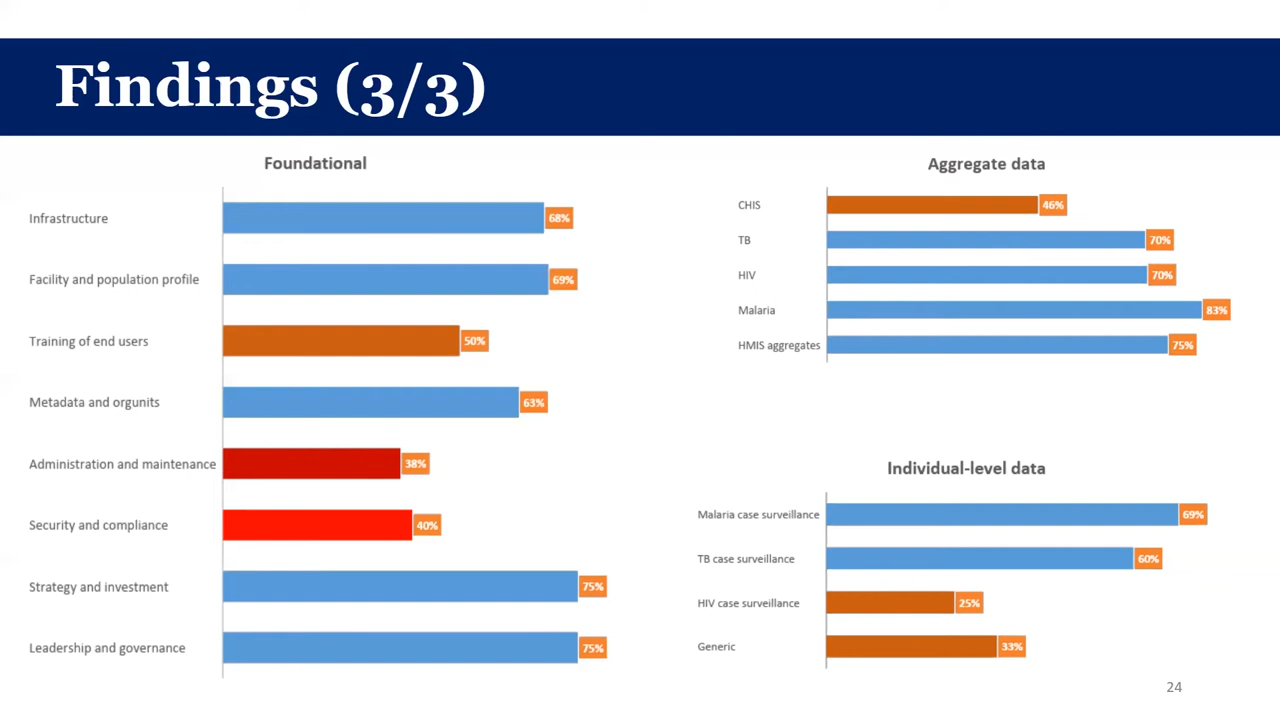 Findings (3/3)
Foundational
Infrastructure 68%
Facility and population profile 69%
Training of end users 50%
Metadata and orgunits 63%
Administration and maintenance 38%
Security and compliance 40%
Strategy and investment 75%
Leadership and governance 75%
Aggregate data
CHIS 46%
TB 70%
HIV 70%
Malaria 83%
HMIS aggregates 75%
Individual-level data
Malaria case surveillance 69%
TB case surveillance 60%
HIV case surveillance 25%
Generic 33%
24